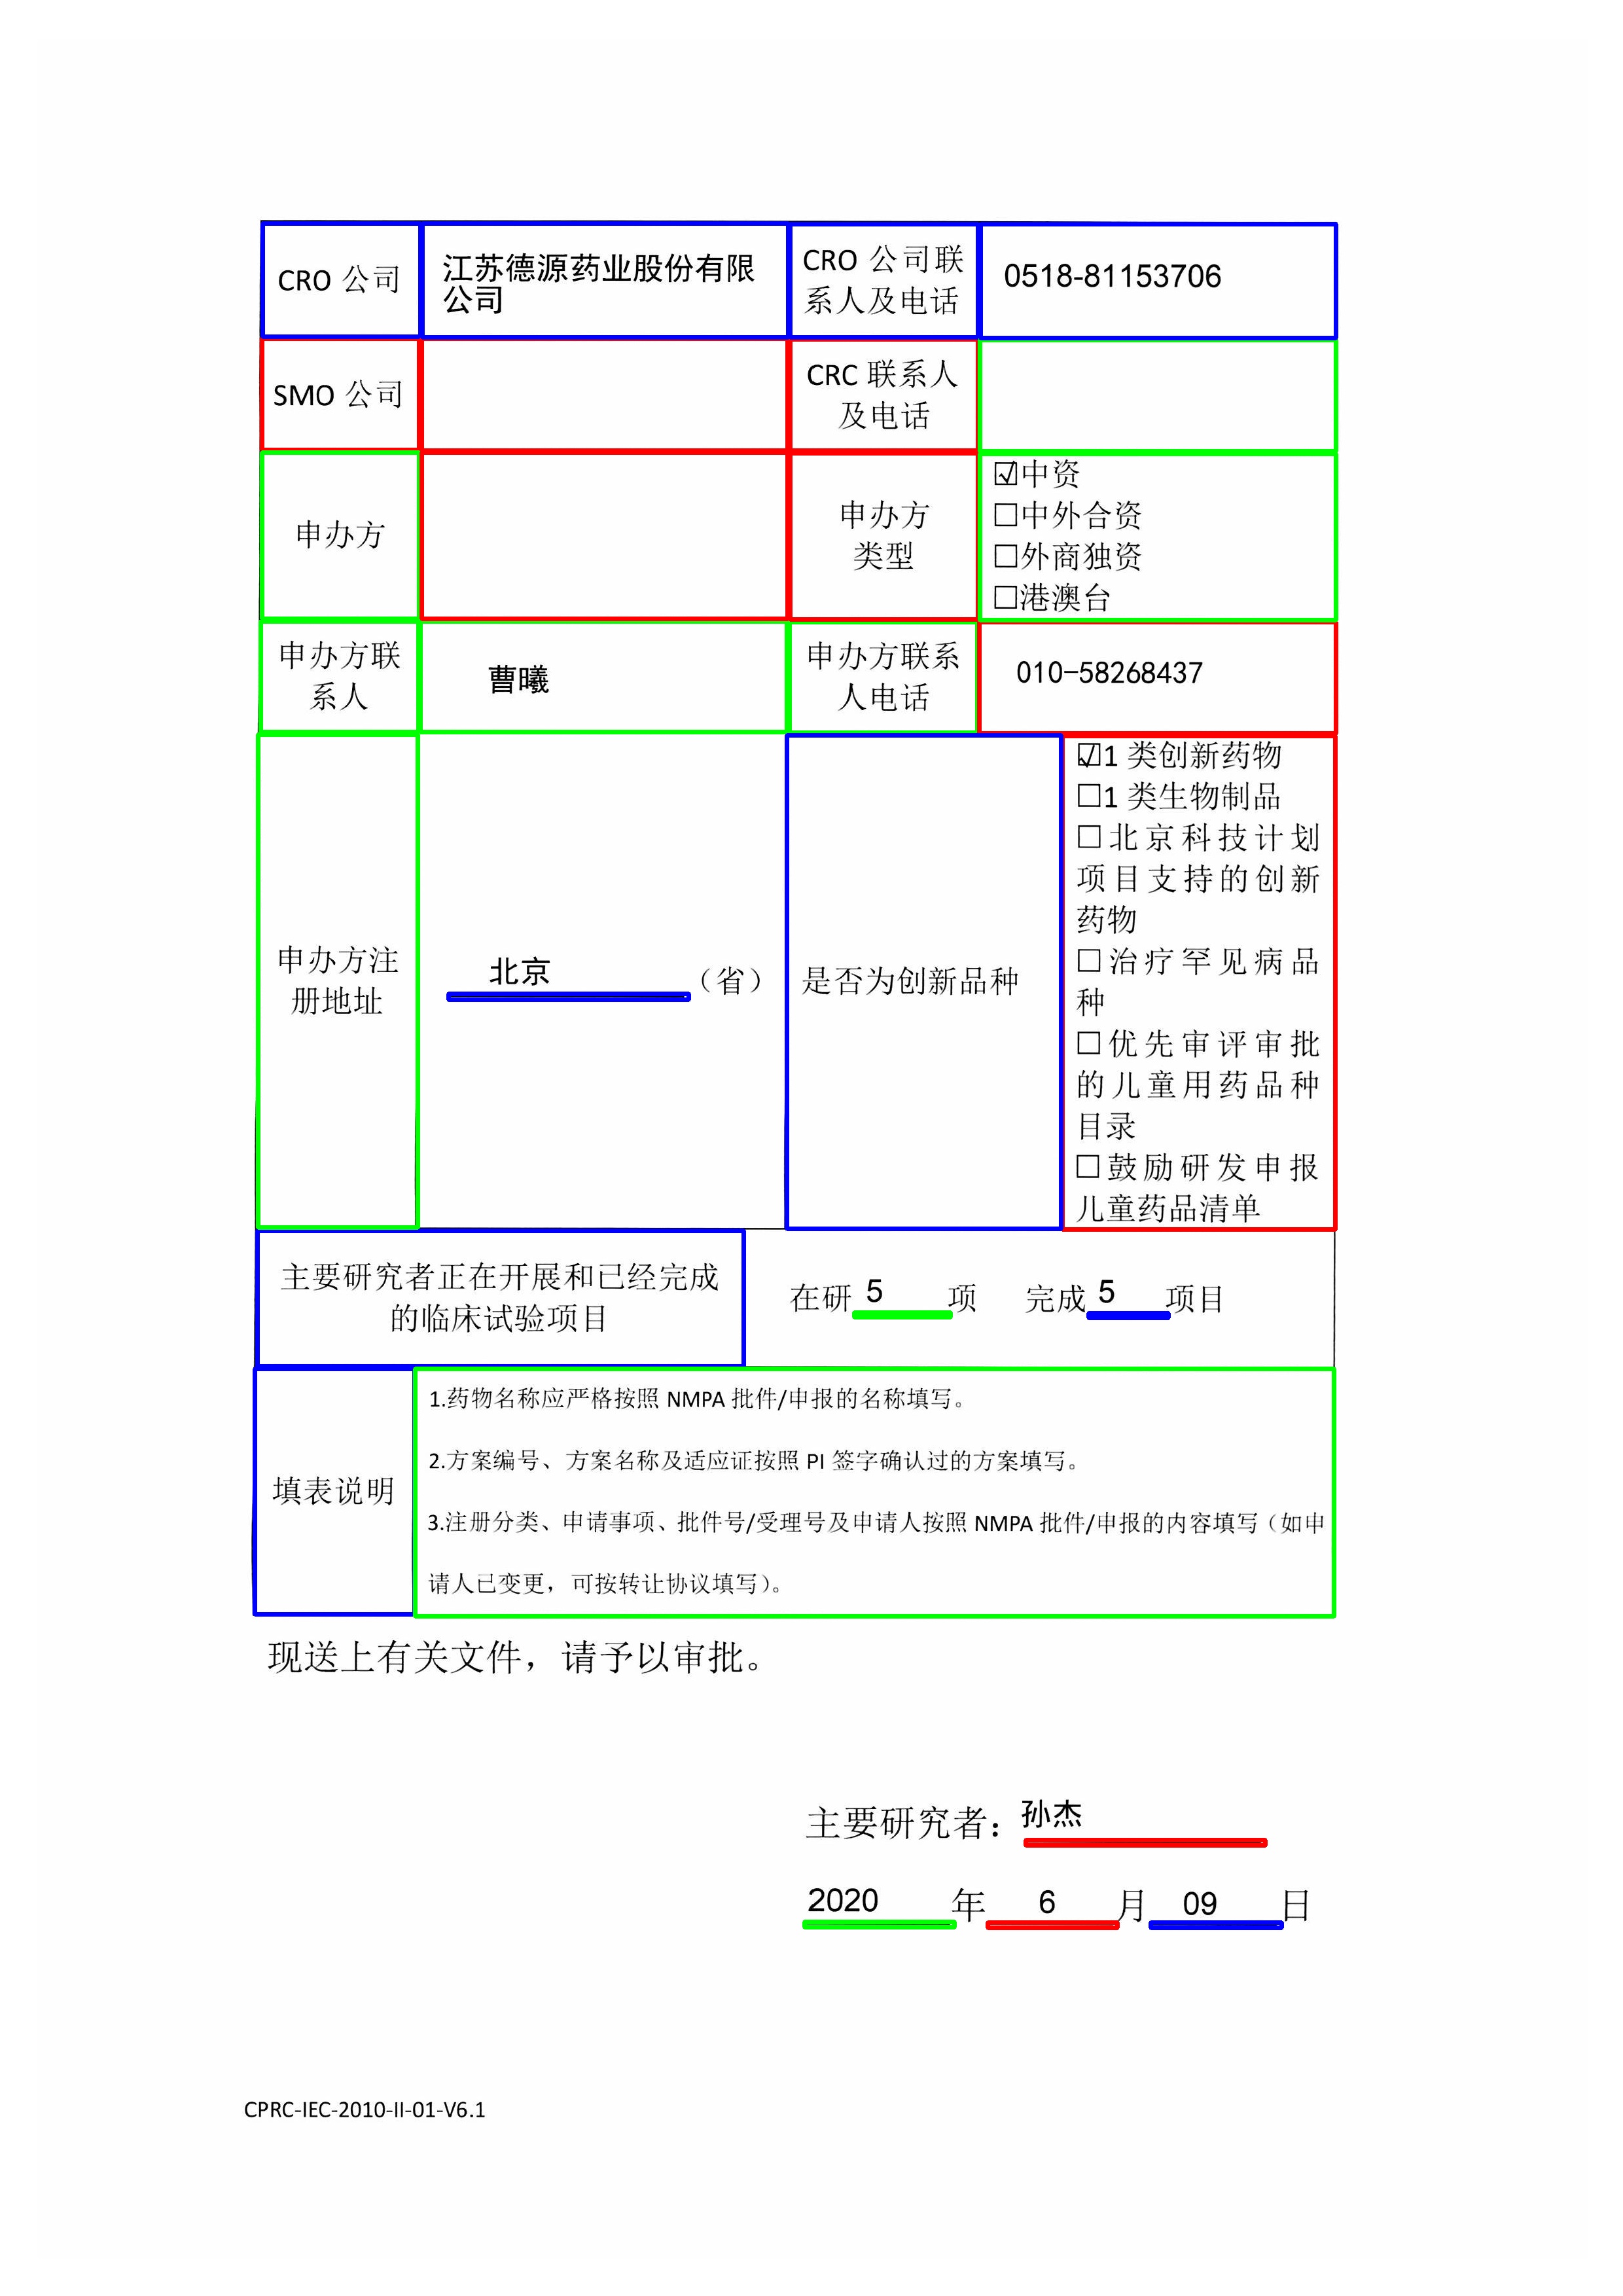 CRO 公司
江苏德源药业股份有限
公司
CRO 公司联
系人及电话
0518-81153706
SMO 公司
CRC 联系人
及电话
申办方
申办方
类型
☑中资
☐中外合资
☐外商独资
☐港澳台
申办方联
系人
曹曦
申办方联系
人电话
010-58268437
申办方注
册地址
北京（省）
是否为创新品种
☑1 类创新药物
☐1 类生物制品
☐北京科技计划
项目支持的创新
药物
☐治疗罕见病品
种
☐优先审评审批
的儿童用药品种
目录
☐鼓励研发申报
儿童药品清单
主要研究者正在开展和已经完成
的临床试验项目
在研 5 项 完成 5 项目
填表说明
1.药物名称应严格按照 NMPA 批件/申报的名称填写。
2.方案编号、方案名称及适应证按照 PI 签字确认过的方案填写。
3.注册分类、申请事项、批件号/受理号及申请人按照 NMPA 批件/申报的内容填写（如申
请人已变更，可按转让协议填写）。
现送上有关文件，请予以审批。
主要研究者：孙杰
2020 年 6 月 09 日
CPRC-IEC-2010-II-01-V6.1